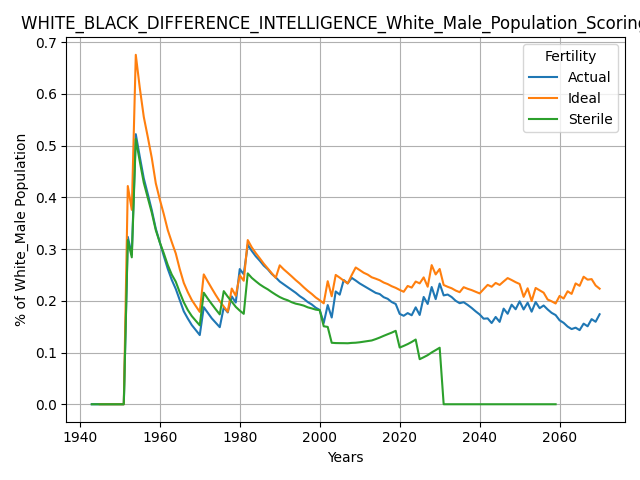 WHITE_BLACK_DIFFERENCE_INTELLIGENCE_White_Male_Population_Scoring
0.7
0.6
0.5
0.4
0.3
0.2
0.1
0.0
% of White_Male Population
Fertility
Actual
Ideal
Sterile
1940 1960 1980 2000 2020 2040 2060
Years